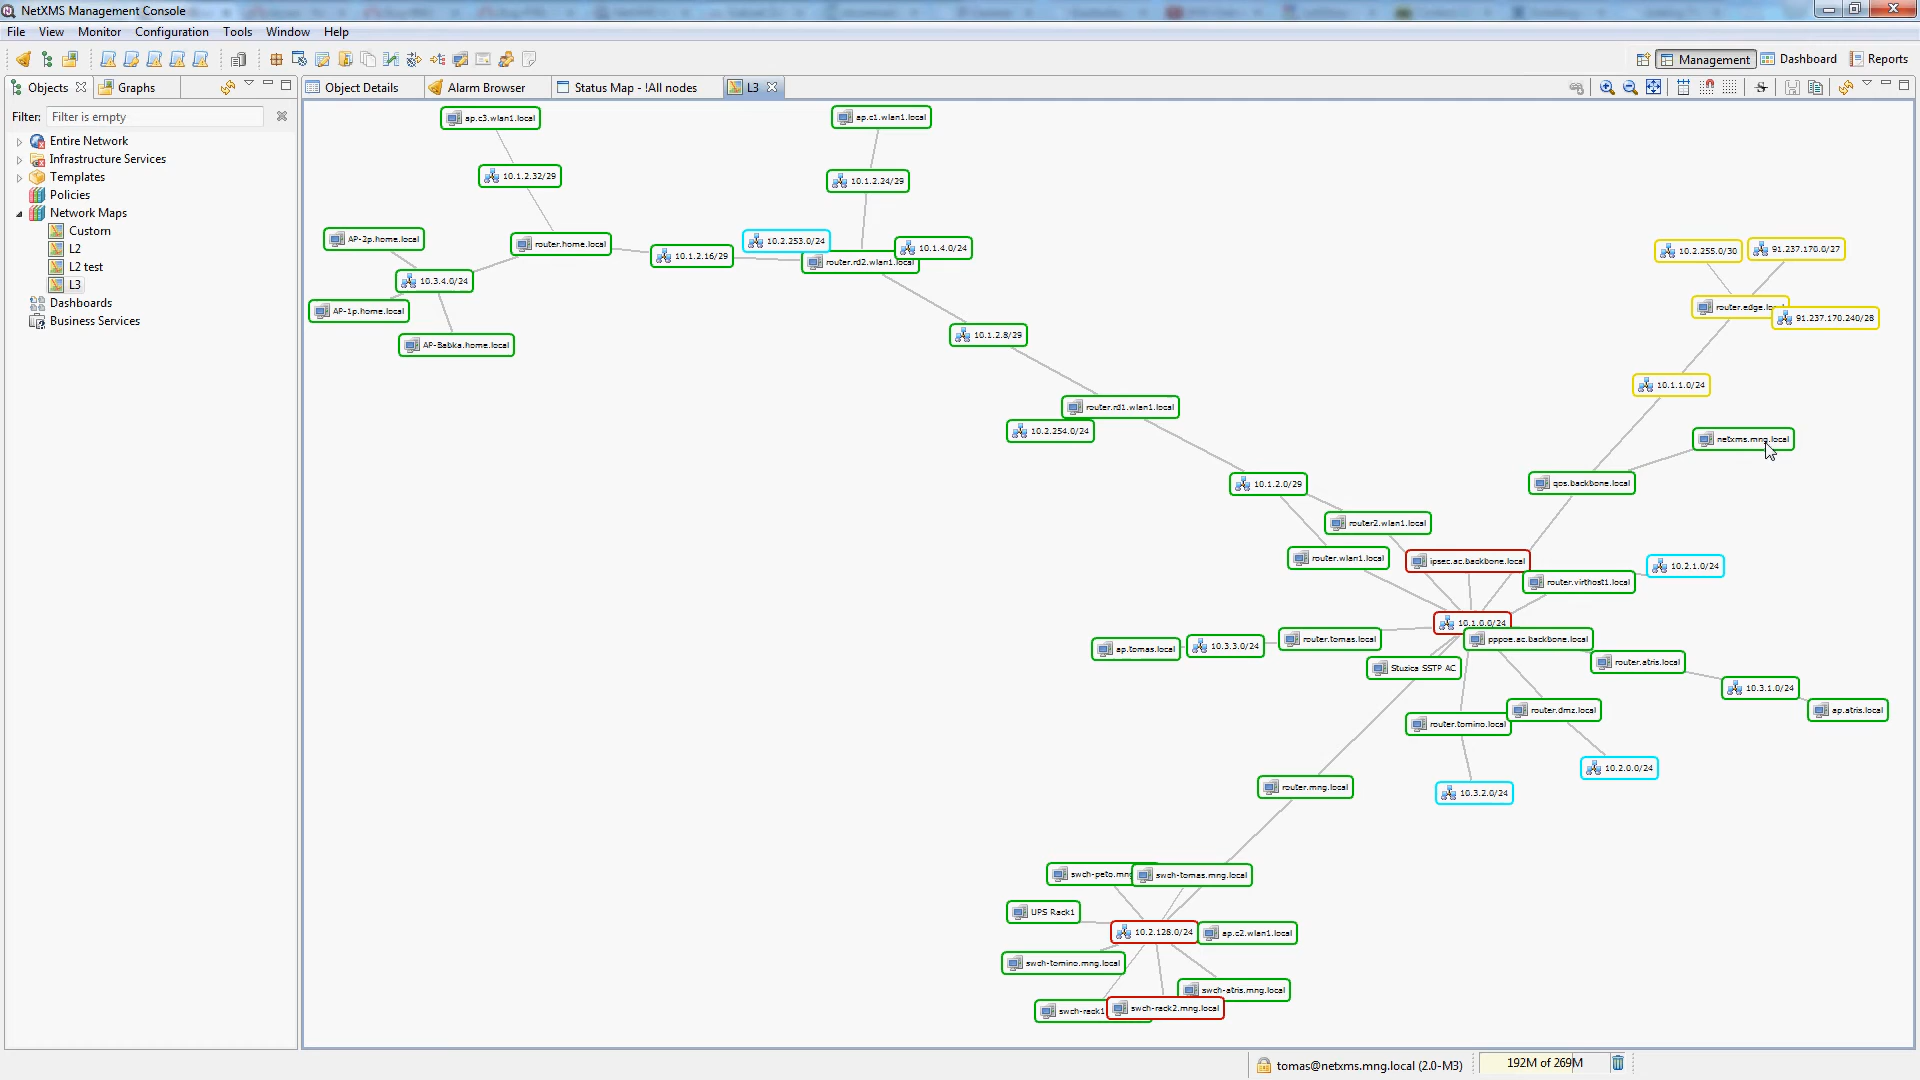 NetXMS Management Console
File View Monitor Configuration Tools Window Help
Management Dashboard Reports
Objects Graphs
Object Details Alarm Browser Status Map - !All nodes L3
Filter: Filter is empty
Entire Network
Infrastructure Services
Templates
Policies
Network Maps
Custom
L2
L2 test
L3
Dashboards
Business Services
ap.c3.wlan1.local
ap.c1.wlan1.local
10.1.2.32/29
10.1.2.24/29
AP-2p.home.local
router.home.local
10.1.2.16/29
10.2.253.0/24
10.1.4.0/24
router.rd2.wlan1.local
10.3.4.0/24
AP-1p.home.local
AP-Babka.home.local
10.1.2.8/29
10.2.255.0/30
91.237.170.0/27
router.edge.loc
91.237.170.240/28
10.1.1.0/24
router.rd1.wlan1.local
10.2.254.0/24
netxms.mng.local
qos.backbone.local
10.1.2.0/29
router2.wlan1.local
router.wlan1.local
ipsec.ac.backbone.local
10.2.1.0/24
router.virthost1.local
10.1.0.0/24
pppoe.ac.backbone.local
router.tomas.local
10.3.3.0/24
ap.tomas.local
Stuzica SSTP AC
router.atris.local
10.3.1.0/24
ap.atris.local
router.dmz.local
router.tomino.local
10.2.0.0/24
10.3.2.0/24
router.mng.local
swch-peto.mng
swch-tomas.mng.local
UPS Rack1
10.2.128.0/24
ap.c2.wlan1.local
swch-tomino.mng.local
swch-atris.mng.local
swch-rack1
swch-rack2.mng.local
tomas@netxms.mng.local (2.0-M3) 192M of 269M